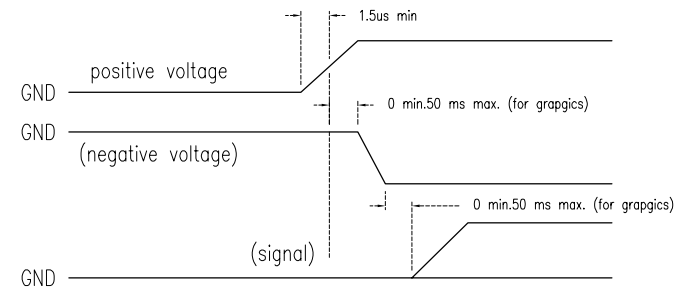 1.5us min
positive voltage
GND
0 min.50 ms max. (for grapgics)
GND
(negative voltage)
0 min.50 ms max. (for grapgics)
(signal)
GND